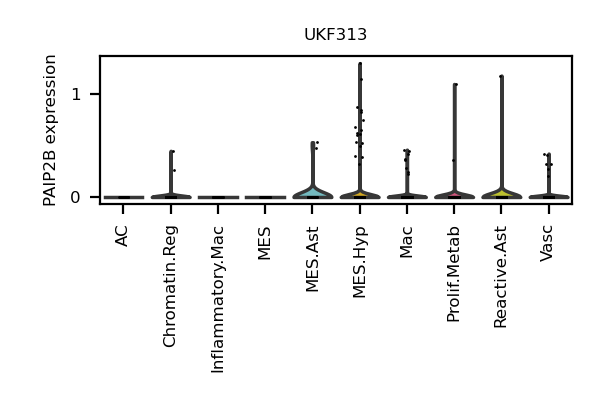 UKF313
PAIP2B expression
1
0
AC
Chromatin.Reg
Inflammatory.Mac
MES
MES.Ast
MES.Hyp
Mac
Prolif.Metab
Reactive.Ast
Vasc